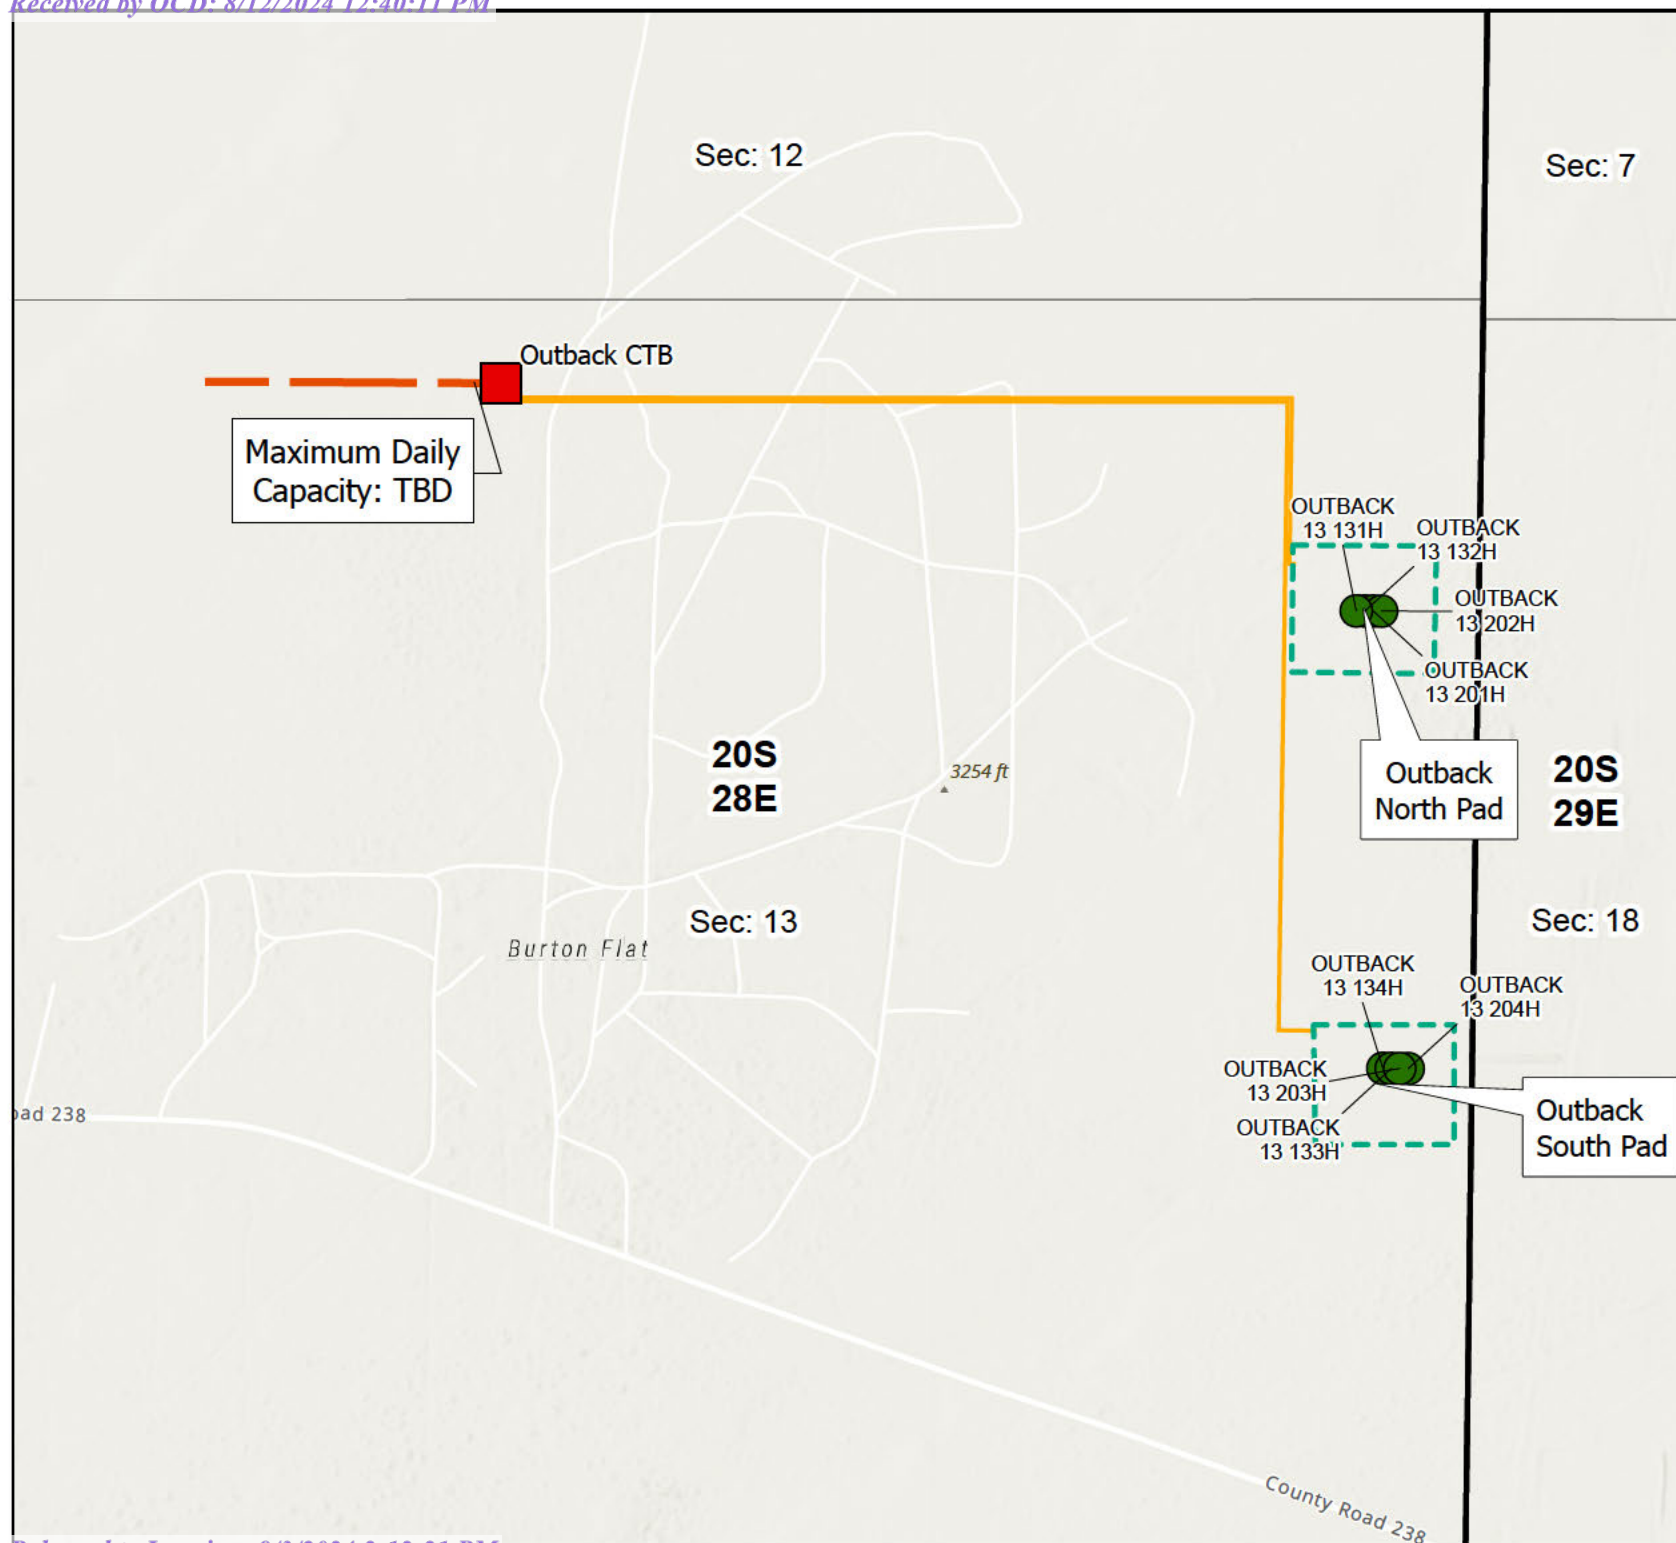 Received by OCD: 8/12/2024 12:40:11 PM
Sec: 12
Sec: 7
Outback CTB
Maximum Daily
Capacity: TBD
OUTBACK
13 131H
OUTBACK
13 132H
OUTBACK
13 202H
OUTBACK
13 201H
20S
28E
3254 ft
Outback
North Pad
20S
29E
Sec: 13
Sec: 18
Burton Flat
OUTBACK
13 134H
OUTBACK
13 204H
OUTBACK
13 203H
OUTBACK
13 133H
Outback
South Pad
oad 238
County Road 238